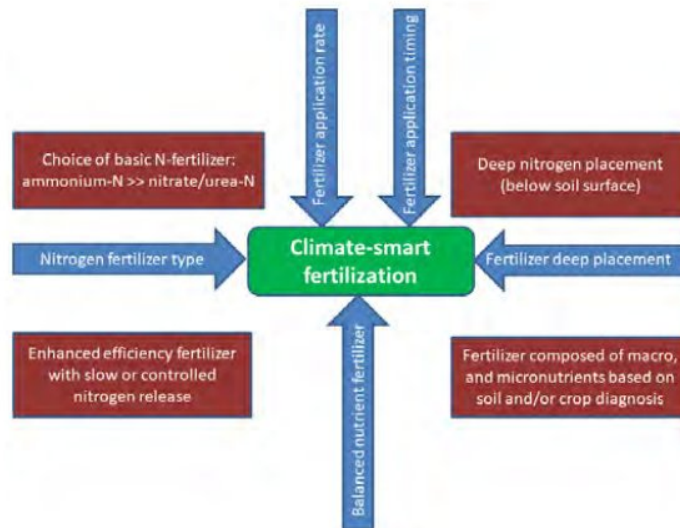 Fertilizer application rate
Fertilizer application timing
Choice of basic N-fertilizer:
ammonium-N >> nitrate/urea-N
Deep nitrogen placement
(below soil surface)
Nitrogen fertilizer type
Climate-smart
fertilization
Fertilizer deep placement
Enhanced efficiency fertilizer
with slow or controlled
nitrogen release
Balanced nutrient fertilizer
Fertilizer composed of macro,
and micronutrients based on
soil and/or crop diagnosis